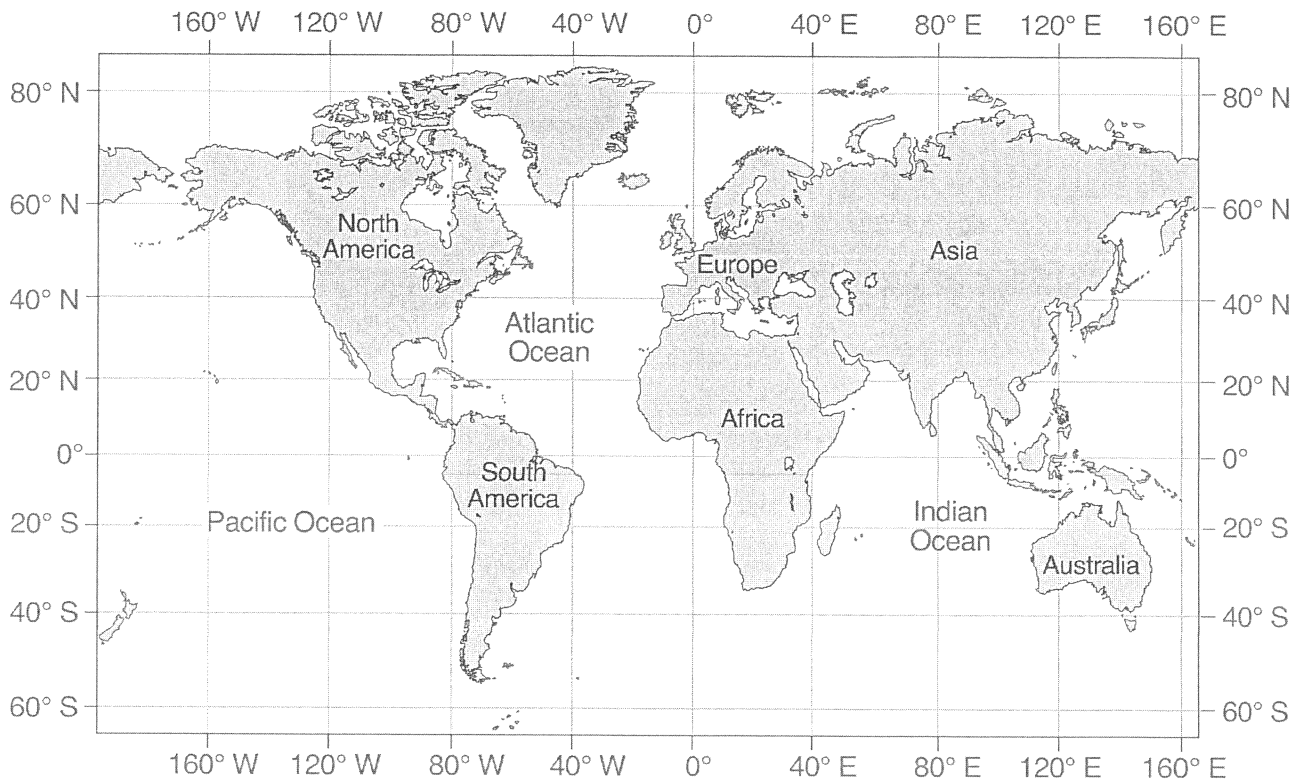 160° W 120° W 80° W 40° W 0° 40° E 80° E 120° E 160° E
80° N 80° N
60° N 60° N
North
America
Asia
Europe
40° N 40° N
Atlantic
Ocean
20° N 20° N
Africa
0° 0°
South
America
Pacific Ocean
20° S 20° S
Indian
Ocean
Australia
40° S 40° S
60° S 60° S
160° W 120° W 80° W 40° W 0° 40° E 80° E 120° E 160° E